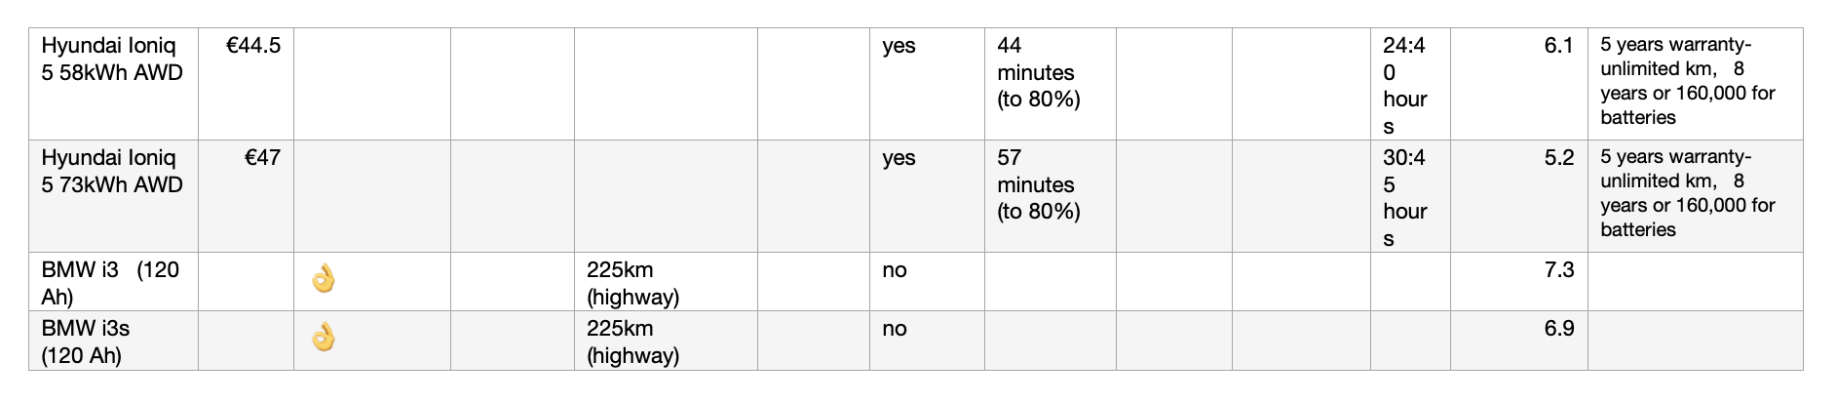 Hyundai Ioniq 5 58kWh AWD €44.5 yes 44 minutes (to 80%) 24:40 hours 6.1 5 years warranty- unlimited km, 8 years or 160,000 for batteries
Hyundai Ioniq 5 73kWh AWD €47 yes 57 minutes (to 80%) 30:45 hours 5.2 5 years warranty- unlimited km, 8 years or 160,000 for batteries
BMW i3 (120 Ah) 👌 225km (highway) no 7.3
BMW i3s (120 Ah) 👌 225km (highway) no 6.9